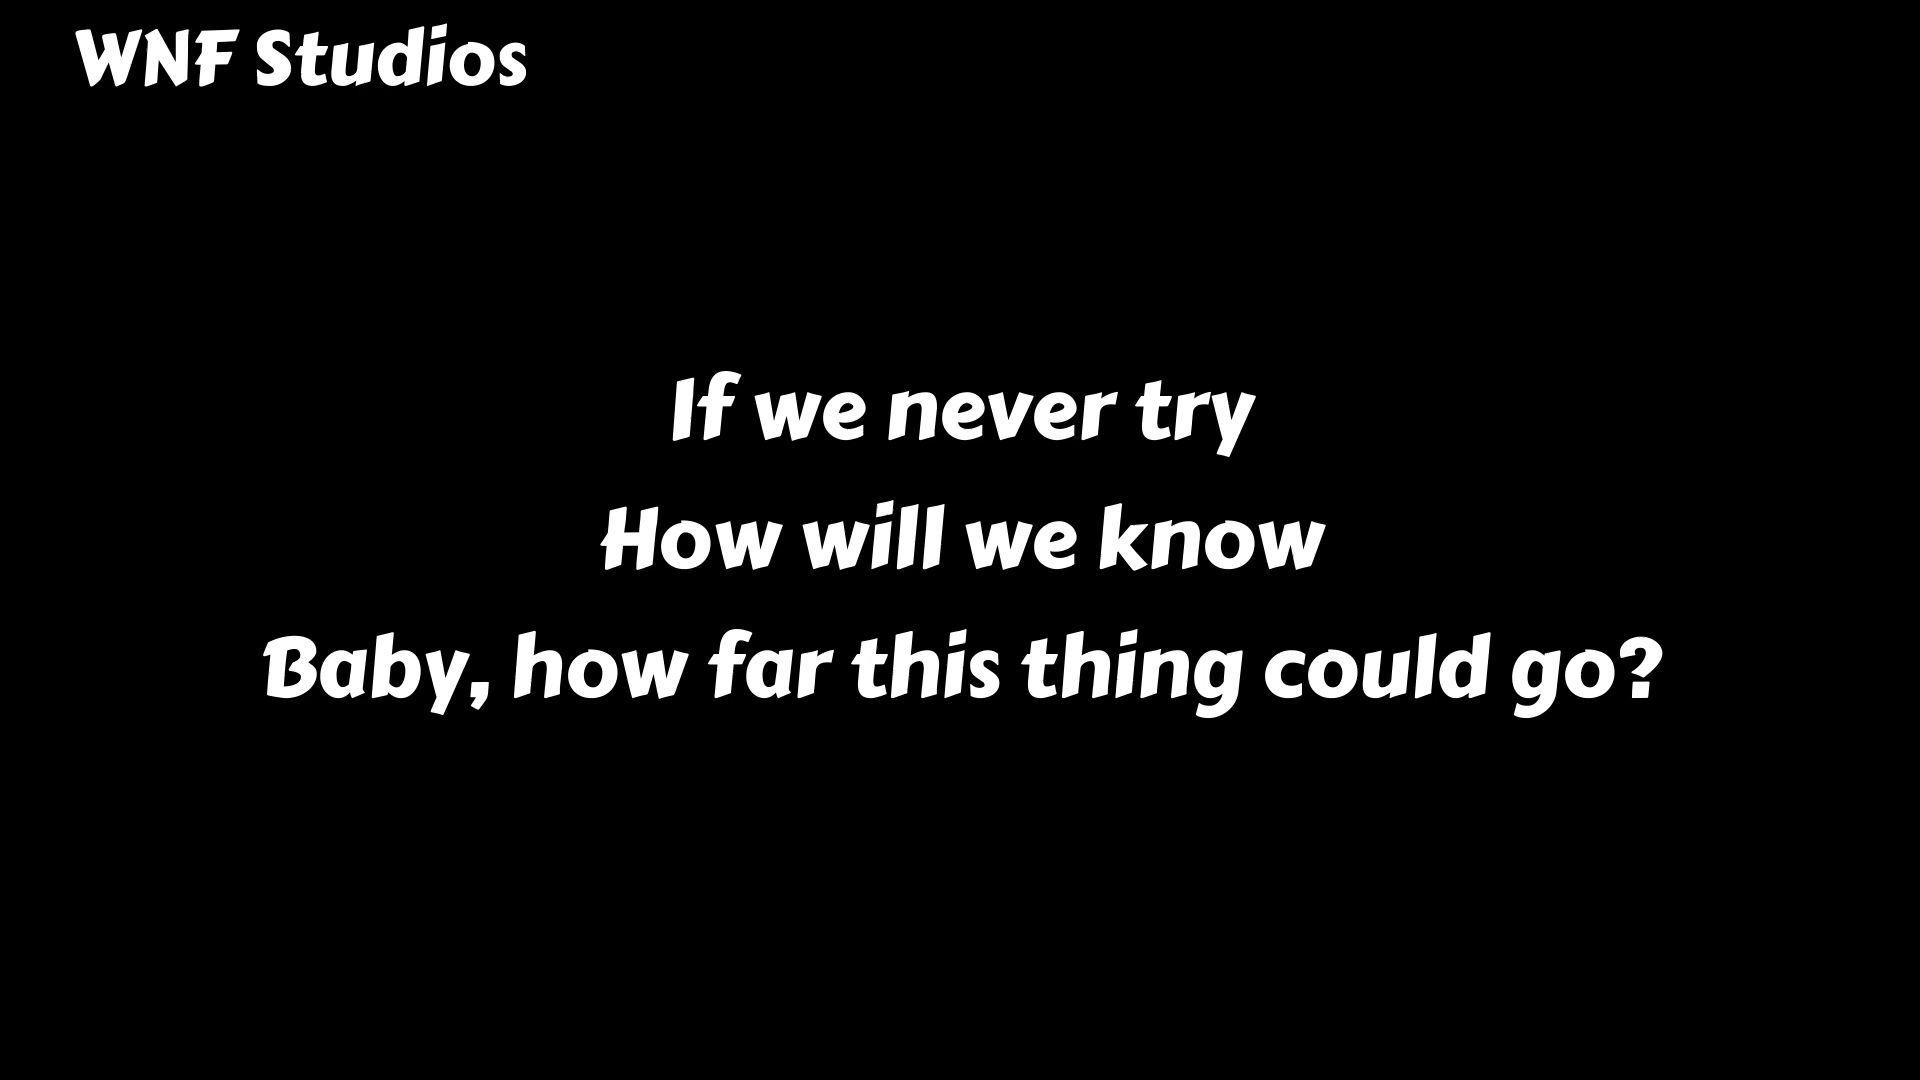 WNF Studios
If we never try
How will we know
Baby, how far this thing could go?